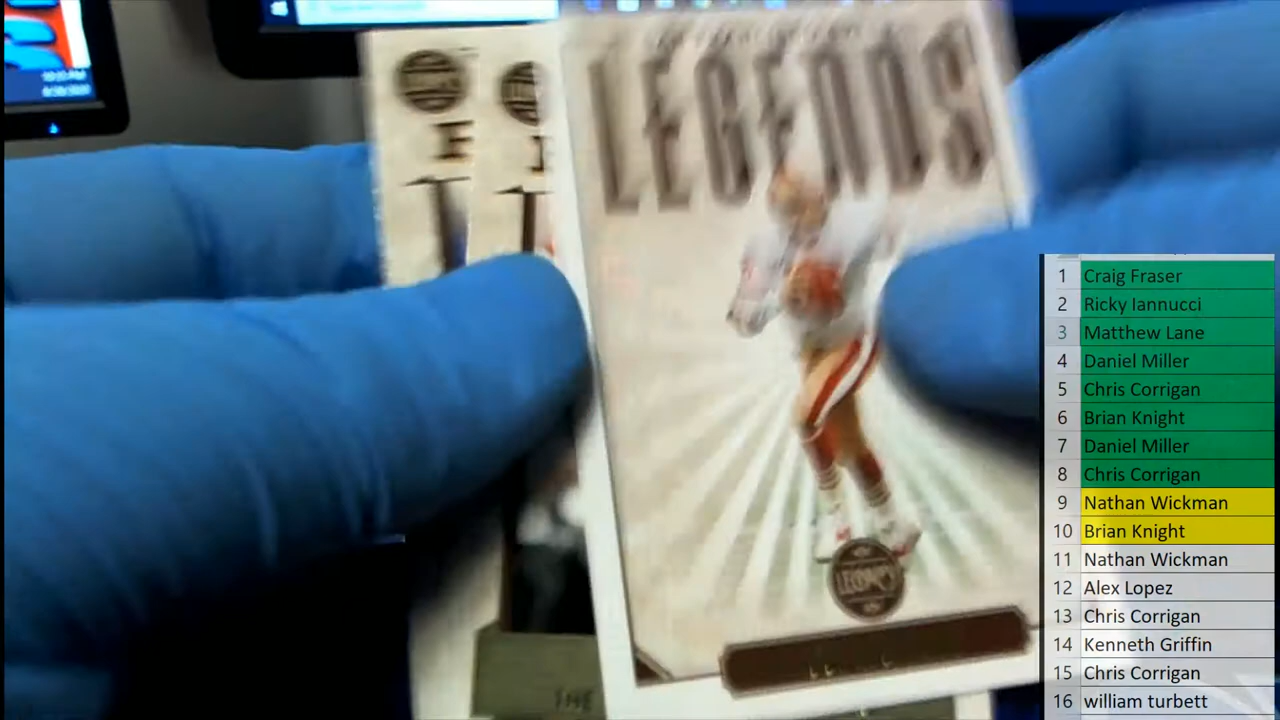 LEGENDS
LEGENDS
THE
1 Craig Fraser
2 Ricky Iannucci
3 Matthew Lane
4 Daniel Miller
5 Chris Corrigan
6 Brian Knight
7 Daniel Miller
8 Chris Corrigan
9 Nathan Wickman
10 Brian Knight
11 Nathan Wickman
12 Alex Lopez
13 Chris Corrigan
14 Kenneth Griffin
15 Chris Corrigan
16 william turbett